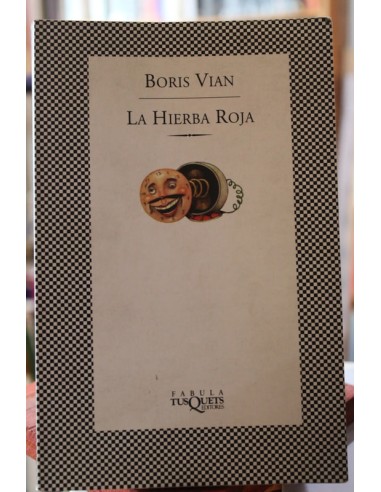 BORIS VIAN
LA HIERBA ROJA
FABULA
TUSQUETS
EDITORES